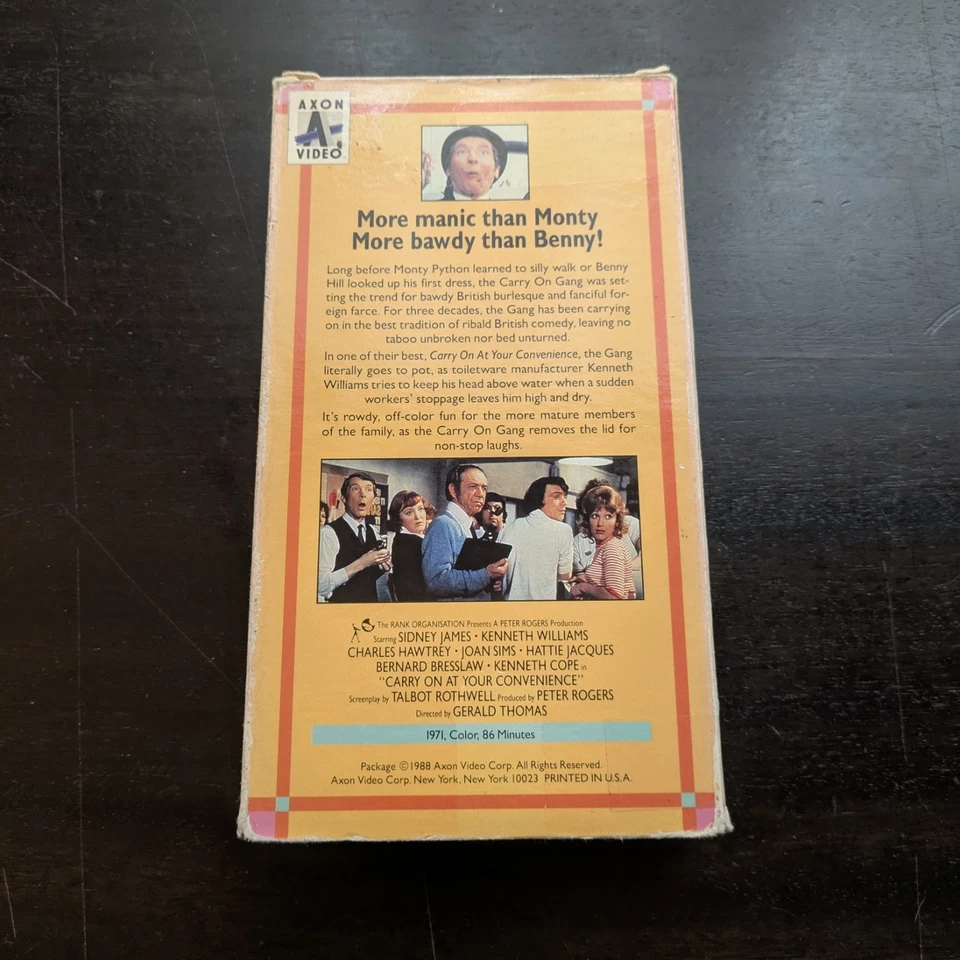 AXON
A
VIDEO
More manic than Monty
More bawdy than Benny!
Long before Monty Python learned to silly walk or Benny
Hill looked up his first dress, the Carry On Gang was set-
ting the trend for bawdy British burlesque and fanciful for-
eign farce. For three decades, the Gang has been carrying
on in the best tradition of ribald British comedy, leaving no
taboo unbroken nor bed unturned.
In one of their best, Carry On At Your Convenience, the Gang
literally goes to pot, as toiletware manufacturer Kenneth
Williams tries to keep his head above water when a sudden
workers' stoppage leaves him high and dry.
It's rowdy, off-color fun for the more mature members
of the family, as the Carry On Gang removes the lid for
non-stop laughs.
The RANK ORGANISATION Presents A PETER ROGERS Production
Starring SIDNEY JAMES • KENNETH WILLIAMS
CHARLES HAWTREY • JOAN SIMS • HATTIE JACQUES
BERNARD BRESSLAW • KENNETH COPE in
"CARRY ON AT YOUR CONVENIENCE"
Screenplay by TALBOT ROTHWELL Produced by PETER ROGERS
Directed by GERALD THOMAS
1971, Color, 86 Minutes
Package ©1988 Axon Video Corp. All Rights Reserved.
Axon Video Corp. New York, New York 10023 PRINTED IN U.S.A.